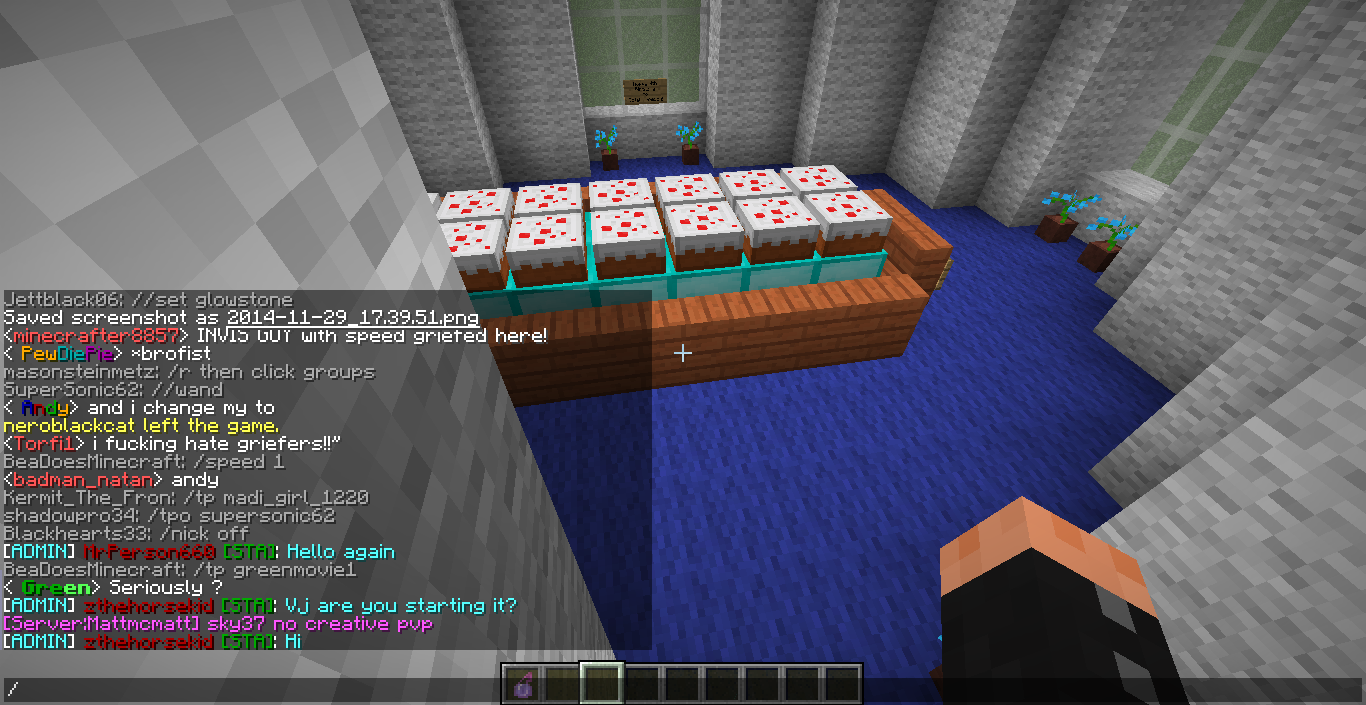 Jettblack06: //set glowstone
Saved screenshot as 2014-11-29_17.39.51.png
<minecrafter8857> INVIS GUY with speed griefed here!
< PewDiePie> *brofist
masonsteinmetz: /r then click groups
SuperSonic62: //wand
< Andy> and i change my to
neroblackcat left the game.
<Torfi1> i fucking hate griefers!!"
BeaDoesMinecraft: /speed 1
<badman_natan> andy
Kermit_The_Fron: /tp madi_girl_1220
shadowpro34: /tpo supersonic62
Blackhearts33: /nick off
[ADMIN] MrPerson660 [STA]: Hello again
BeaDoesMinecraft: /tp greenmovie1
< Green> Seriously ?
[ADMIN] zthehorsekid [STA]: Vj are you starting it?
[Server:Mattmcmatt] sky37 no creative pvp
[ADMIN] zthehorsekid [STA]: Hi
/